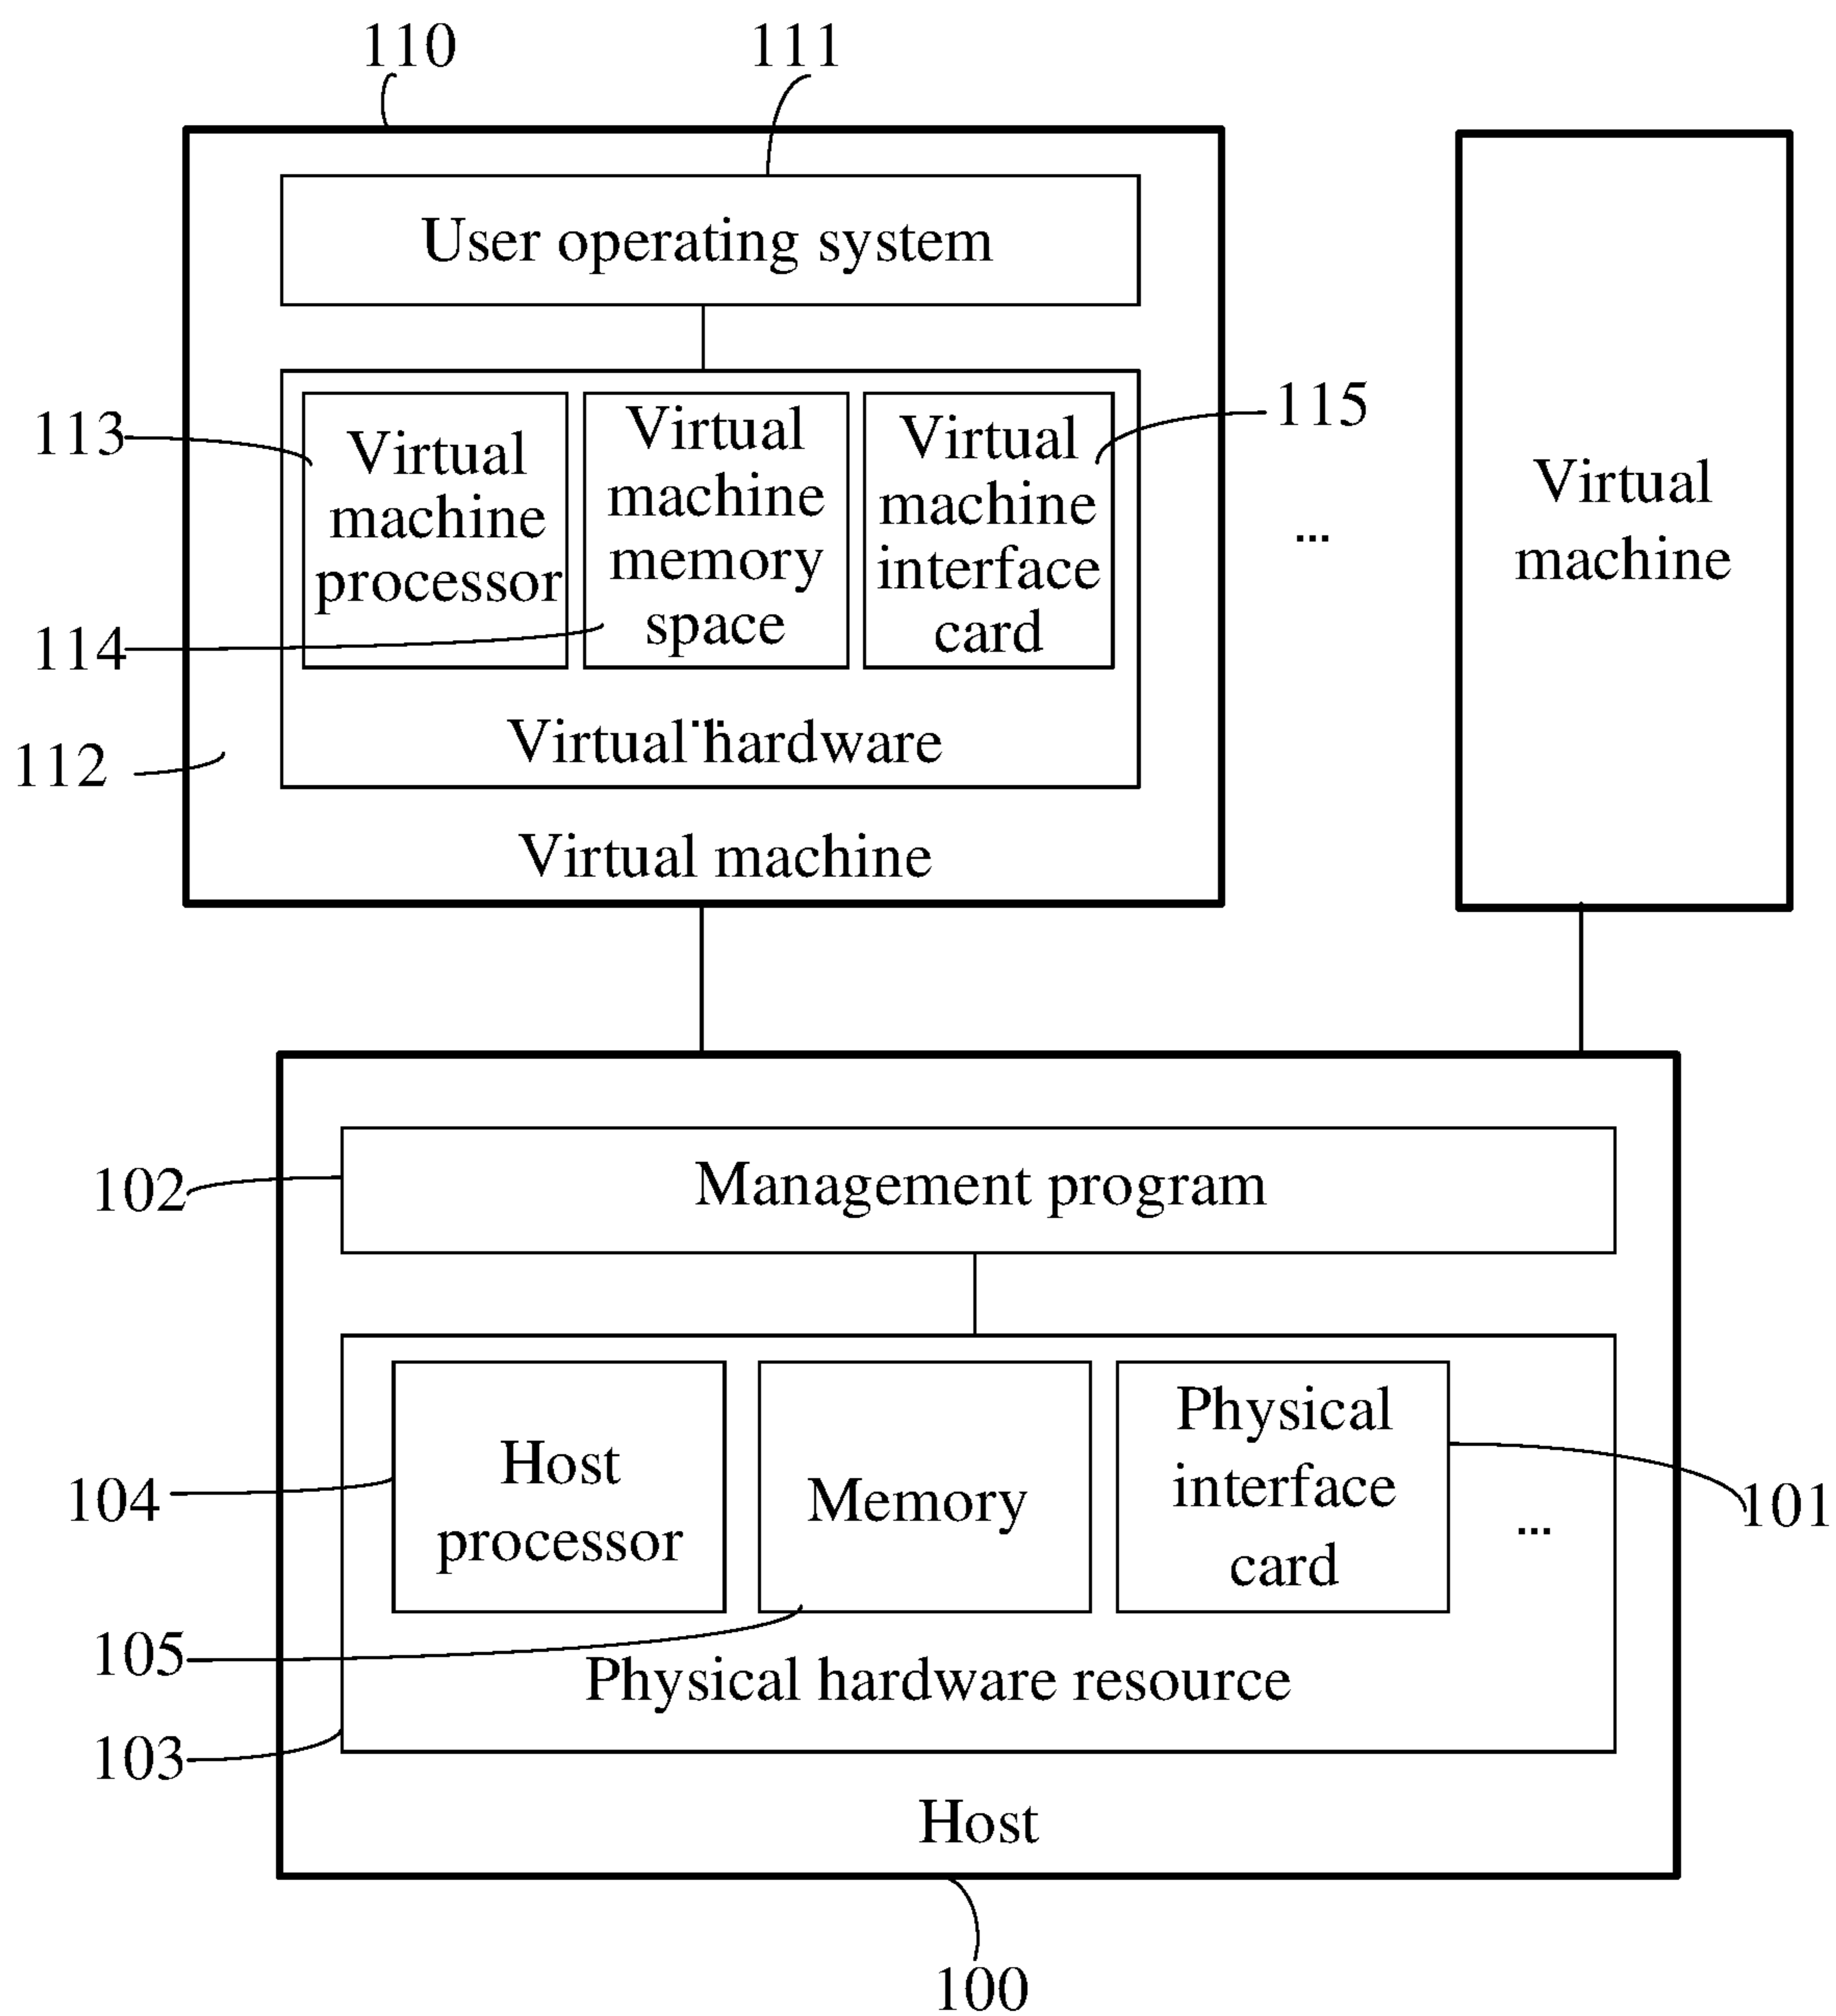 110
111
User operating system
113
Virtual
machine
processor
Virtual
machine
memory
space
Virtual
machine
interface
card
115
114
...
Virtual hardware
112
Virtual machine
...
Virtual
machine
Management program
102
Host
processor
104
Memory
Physical
interface
card
...
101
105
Physical hardware resource
103
Host
100